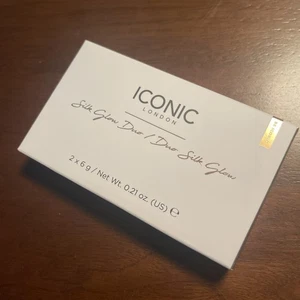 ICONIC
LONDON
Silk Glow Duo / Duo Silk Glow
2 x 6 g / Net Wt. 0.21 oz. (US) ℮